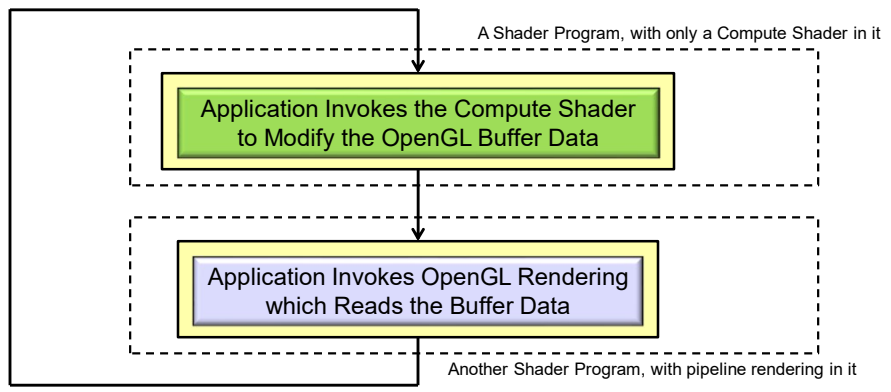 A Shader Program, with only a Compute Shader in it
Application Invokes the Compute Shader
to Modify the OpenGL Buffer Data
Application Invokes OpenGL Rendering
which Reads the Buffer Data
Another Shader Program, with pipeline rendering in it